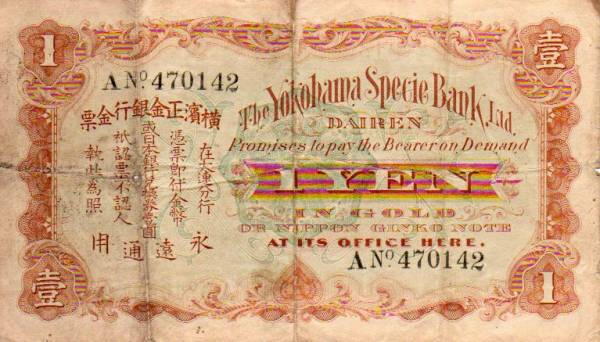 1
壹
A Nº 470142
橫濱正金銀行金票
在大連分行
憑票即付金幣
或日本銀行兌換券壹圓
祇認票不認人
執此為照
永遠通用
The Yokohama Specie Bank, Ltd.
DAIREN
Promises to pay the Bearer on Demand
1 YEN
IN GOLD
OR NIPPON GINKO NOTE
AT ITS OFFICE HERE.
A Nº 470142
壹
1